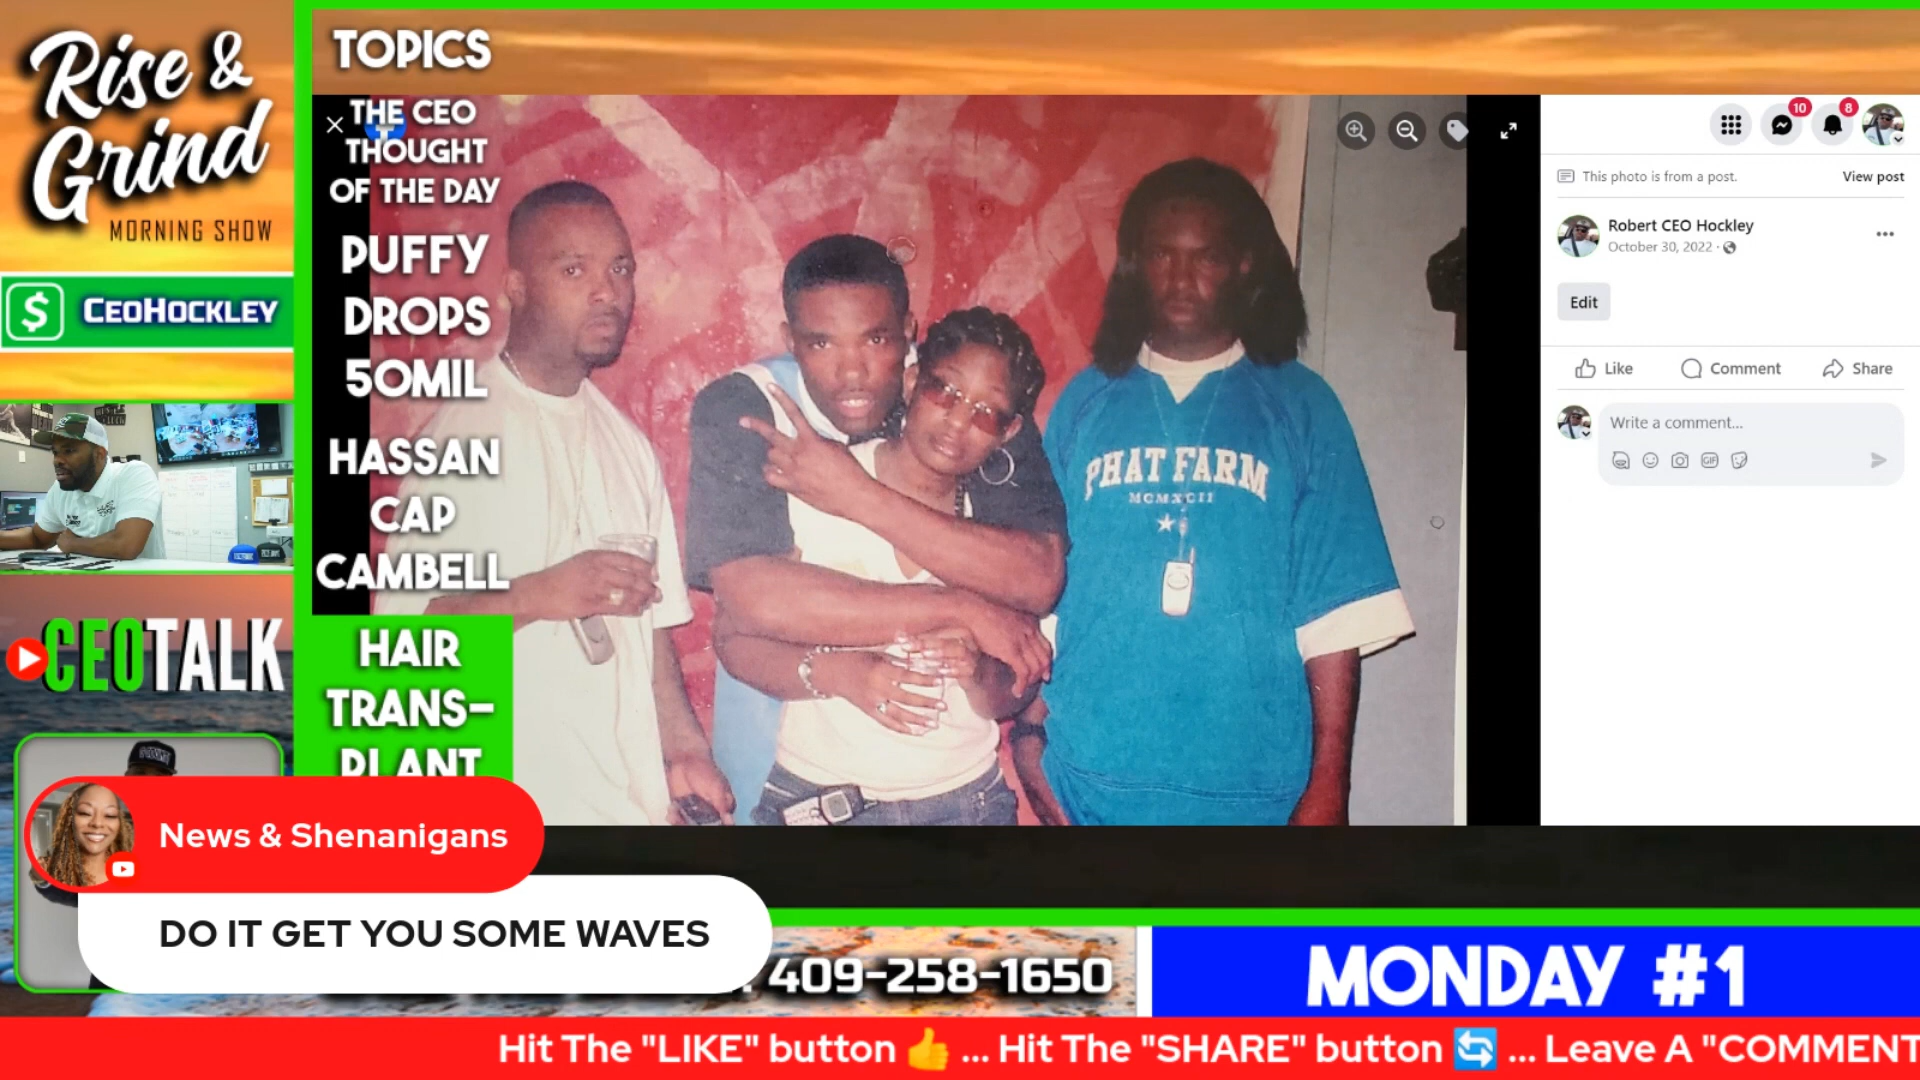 Rise &
Grind
MORNING SHOW
$ CEOHOCKLEY
CEOTALK
TOPICS
THE CEO
THOUGHT
OF THE DAY
PUFFY
DROPS
50MIL
HASSAN
CAP
CAMBELL
HAIR
TRANS-
PLANT
PHAT FARM
MCMXCII
10
8
This photo is from a post.
View post
Robert CEO Hockley
October 30, 2022 ·
Edit
Like
Comment
Share
Write a comment...
GIF
News & Shenanigans
DO IT GET YOU SOME WAVES
409-258-1650
MONDAY #1
Hit The "LIKE" button 👍 ... Hit The "SHARE" button 🔄 ... Leave A "COMMENT